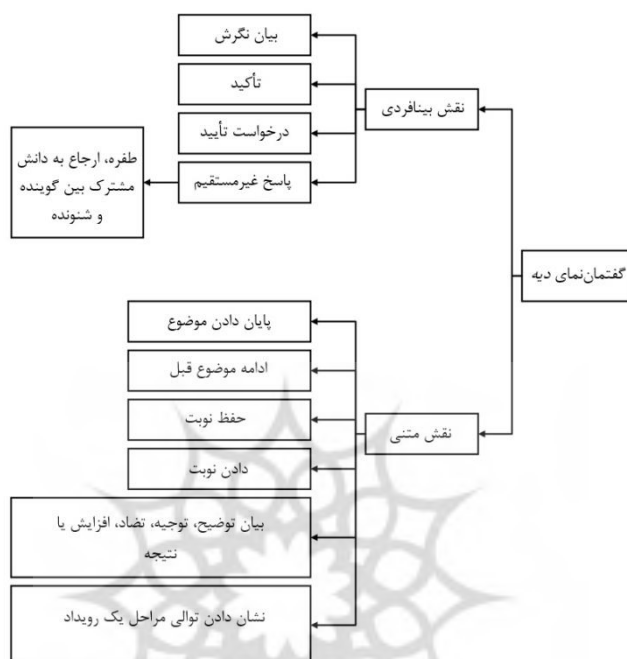 گفتمان‌نمای دیه
نقش بینافردی
بیان نگرش
تأکید
درخواست تأیید
پاسخ غیرمستقیم
طفره، ارجاع به دانش
مشترک بین گوینده
و شنونده
نقش متنی
پایان دادن موضوع
ادامه موضوع قبل
حفظ نوبت
دادن نوبت
بیان توضیح، توجیه، تضاد، افزایش یا
نتیجه
نشان دادن توالی مراحل یک رویداد